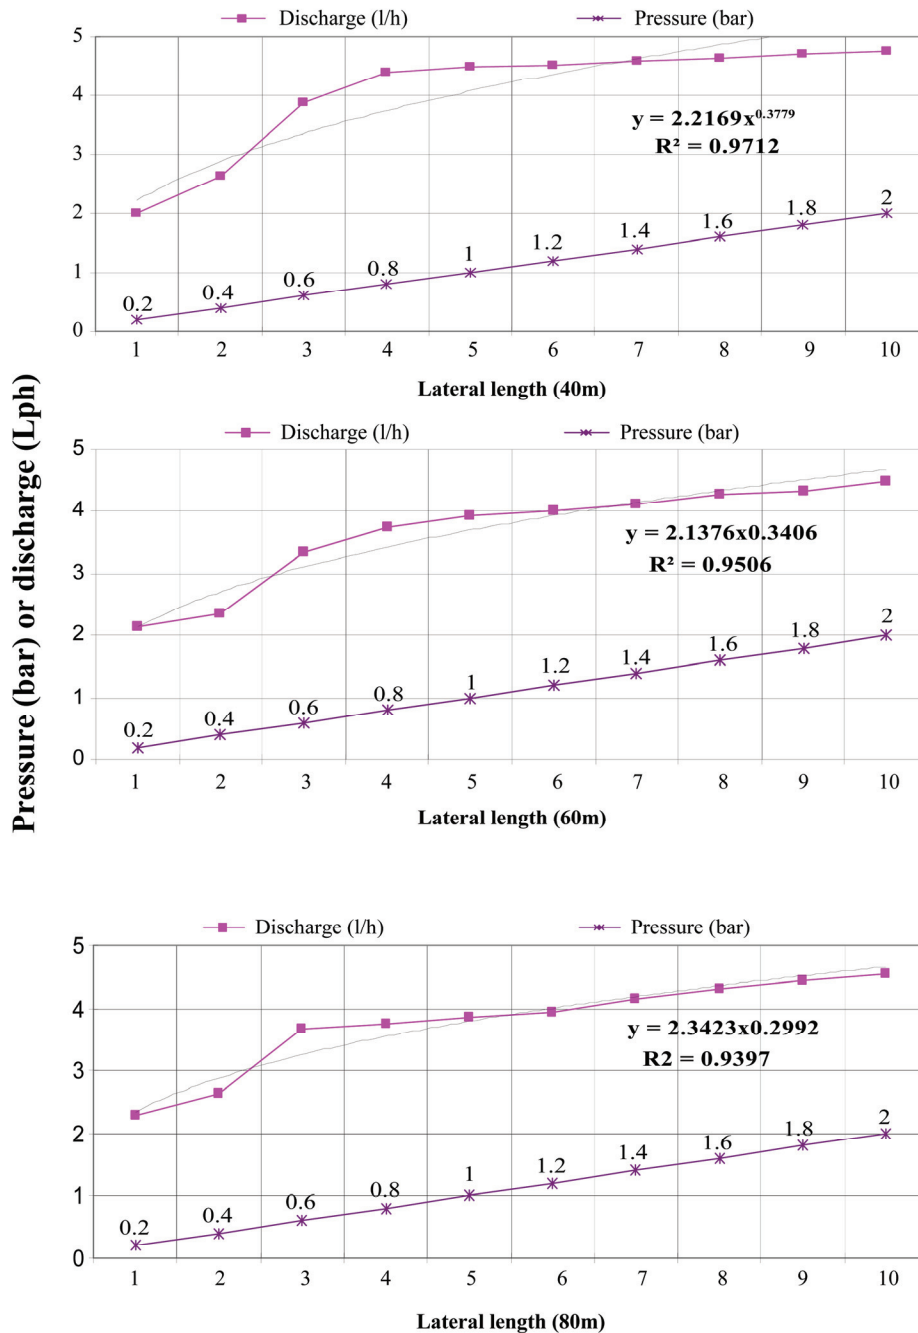 Pressure (bar) or discharge (Lph)
Discharge (l/h) Pressure (bar)
5
4
3
2
1
0
y = 2.2169x^0.3779
R² = 0.9712
0.2 0.4 0.6 0.8 1 1.2 1.4 1.6 1.8 2
1 2 3 4 5 6 7 8 9 10
Lateral length (40m)
Discharge (l/h) Pressure (bar)
5
4
3
2
1
0
y = 2.1376x0.3406
R² = 0.9506
0.2 0.4 0.6 0.8 1 1.2 1.4 1.6 1.8 2
1 2 3 4 5 6 7 8 9 10
Lateral length (60m)
Discharge (l/h) Pressure (bar)
5
4
3
2
1
0
y = 2.3423x0.2992
R2 = 0.9397
0.2 0.4 0.6 0.8 1 1.2 1.4 1.6 1.8 2
1 2 3 4 5 6 7 8 9 10
Lateral length (80m)